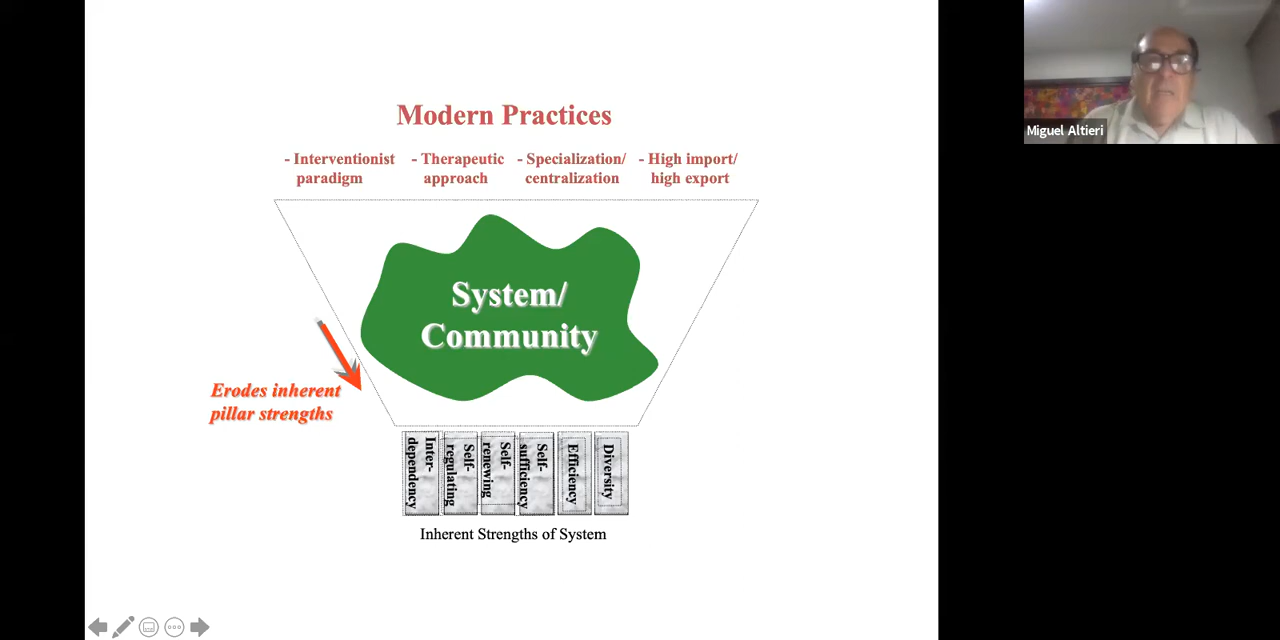 Modern Practices
- Interventionist
paradigm
- Therapeutic
approach
- Specialization/
centralization
- High import/
high export
System/
Community
Erodes inherent
pillar strengths
Inter-
dependency
Self-
regulating
Self-
renewing
Self-
sufficiency
Efficiency
Diversity
Inherent Strengths of System
Miguel Altieri